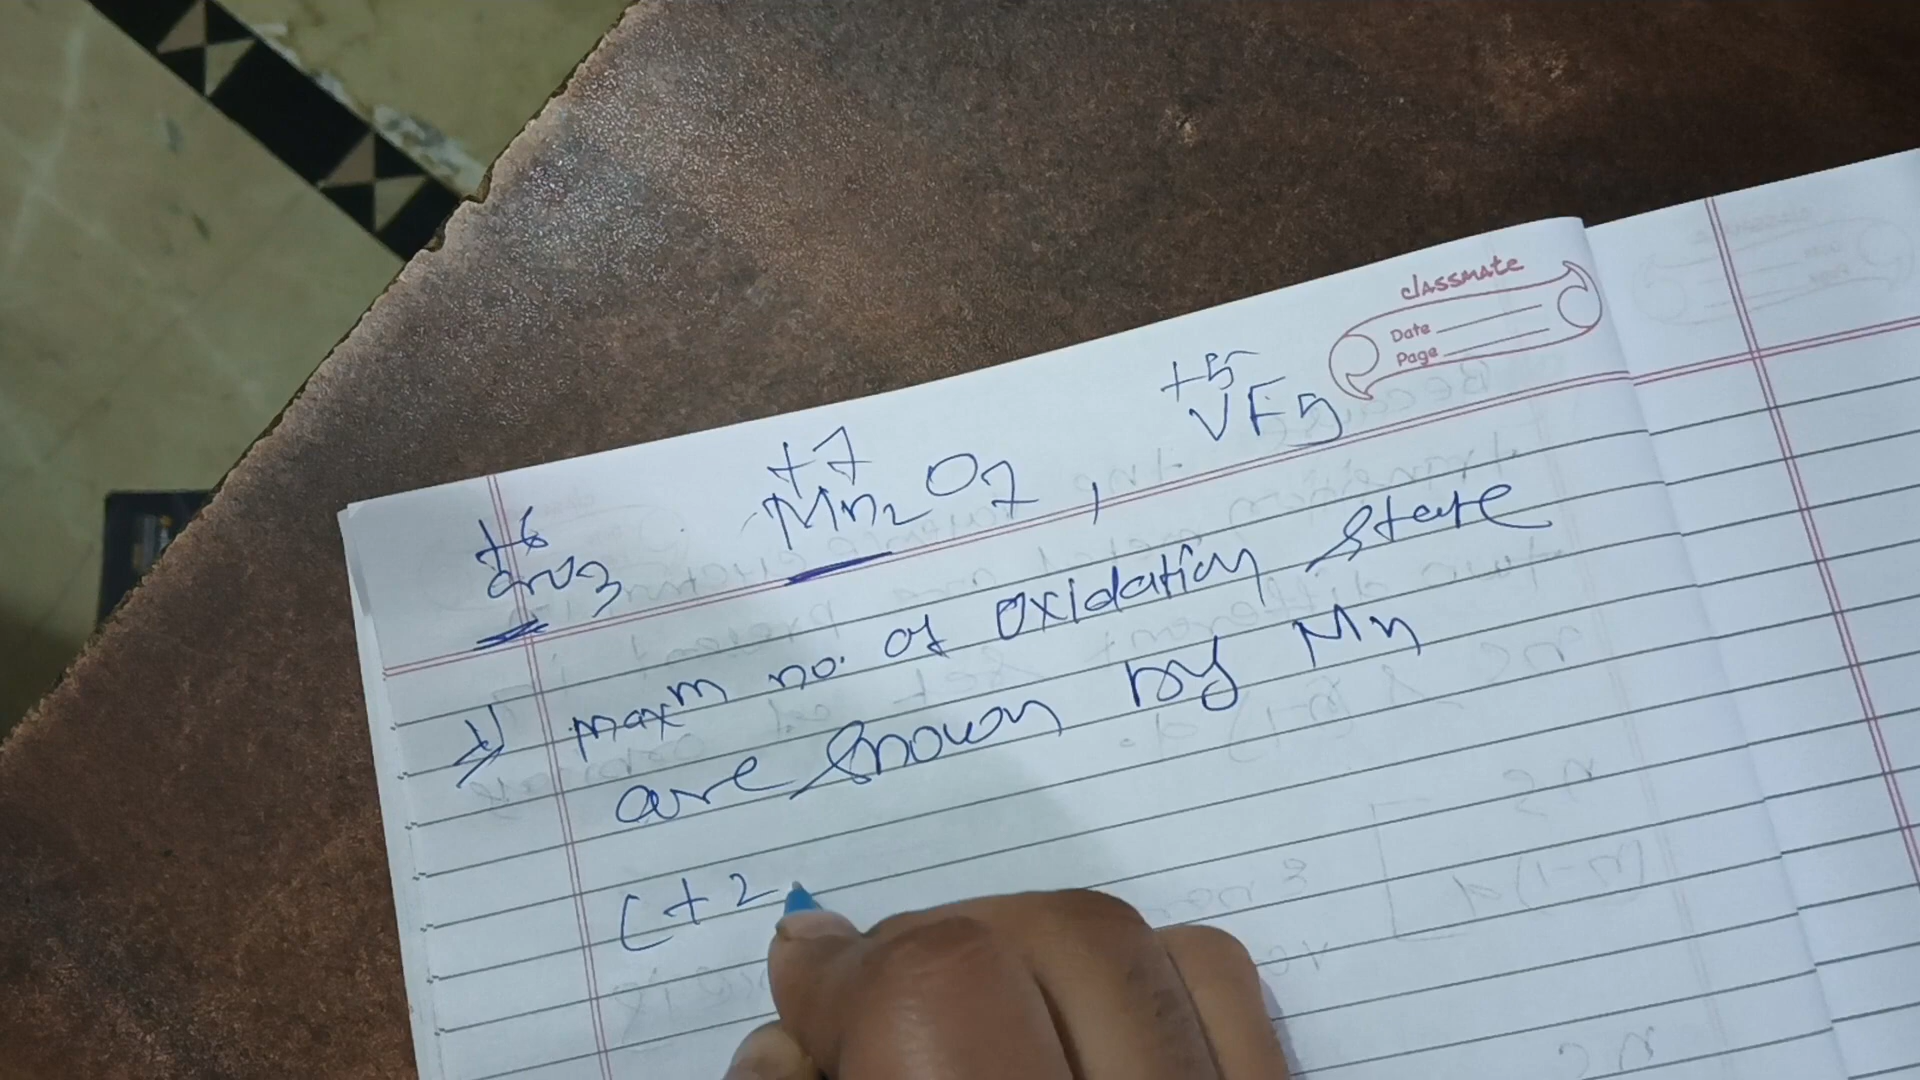 classmate
Date
Page
+5
VF5
+7
Mn2O7,
+6
CrO3
maxm no. of oxidation state
are shown by Mn
(+2